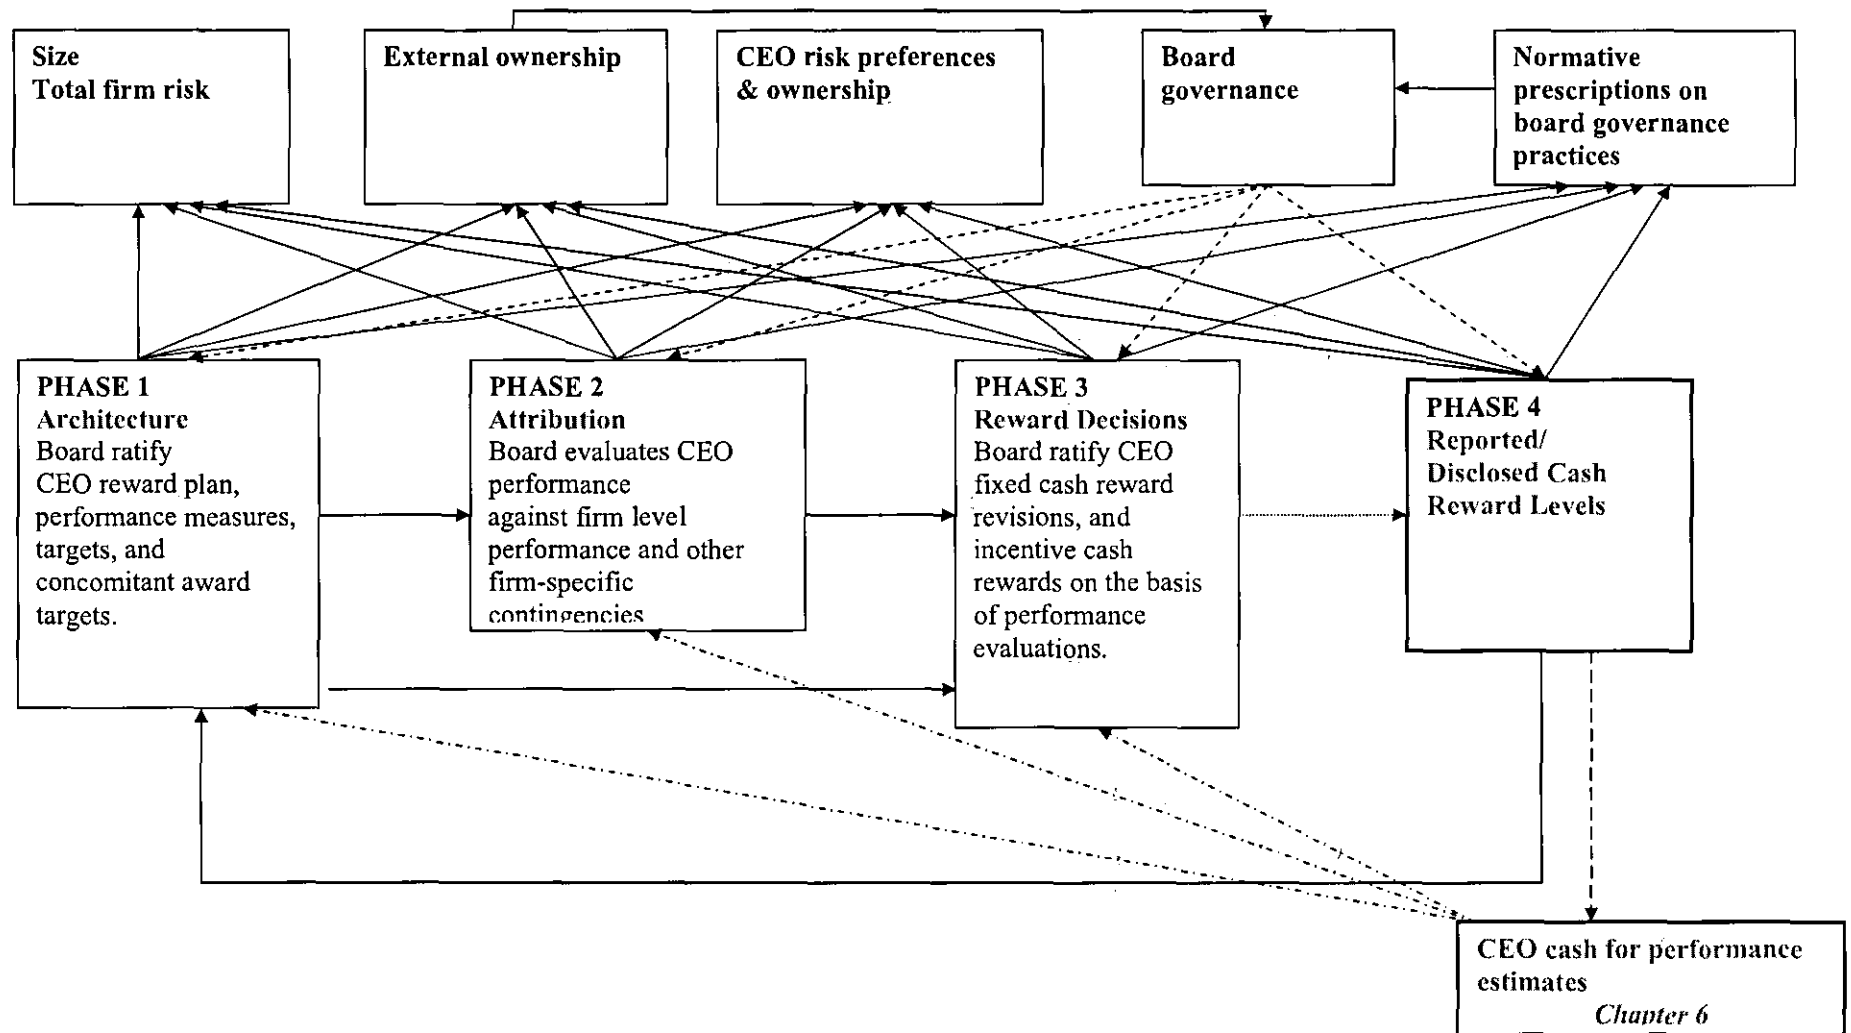 Size
Total firm risk
External ownership
CEO risk preferences
& ownership
Board
governance
Normative
prescriptions on
board governance
practices
PHASE 1
Architecture
Board ratify
CEO reward plan,
performance measures,
targets, and
concomitant award
targets.
PHASE 2
Attribution
Board evaluates CEO
performance
against firm level
performance and other
firm-specific
contingencies
PHASE 3
Reward Decisions
Board ratify CEO
fixed cash reward
revisions, and
incentive cash
rewards on the basis
of performance
evaluations.
PHASE 4
Reported/
Disclosed Cash
Reward Levels
CEO cash for performance
estimates
Chapter 6